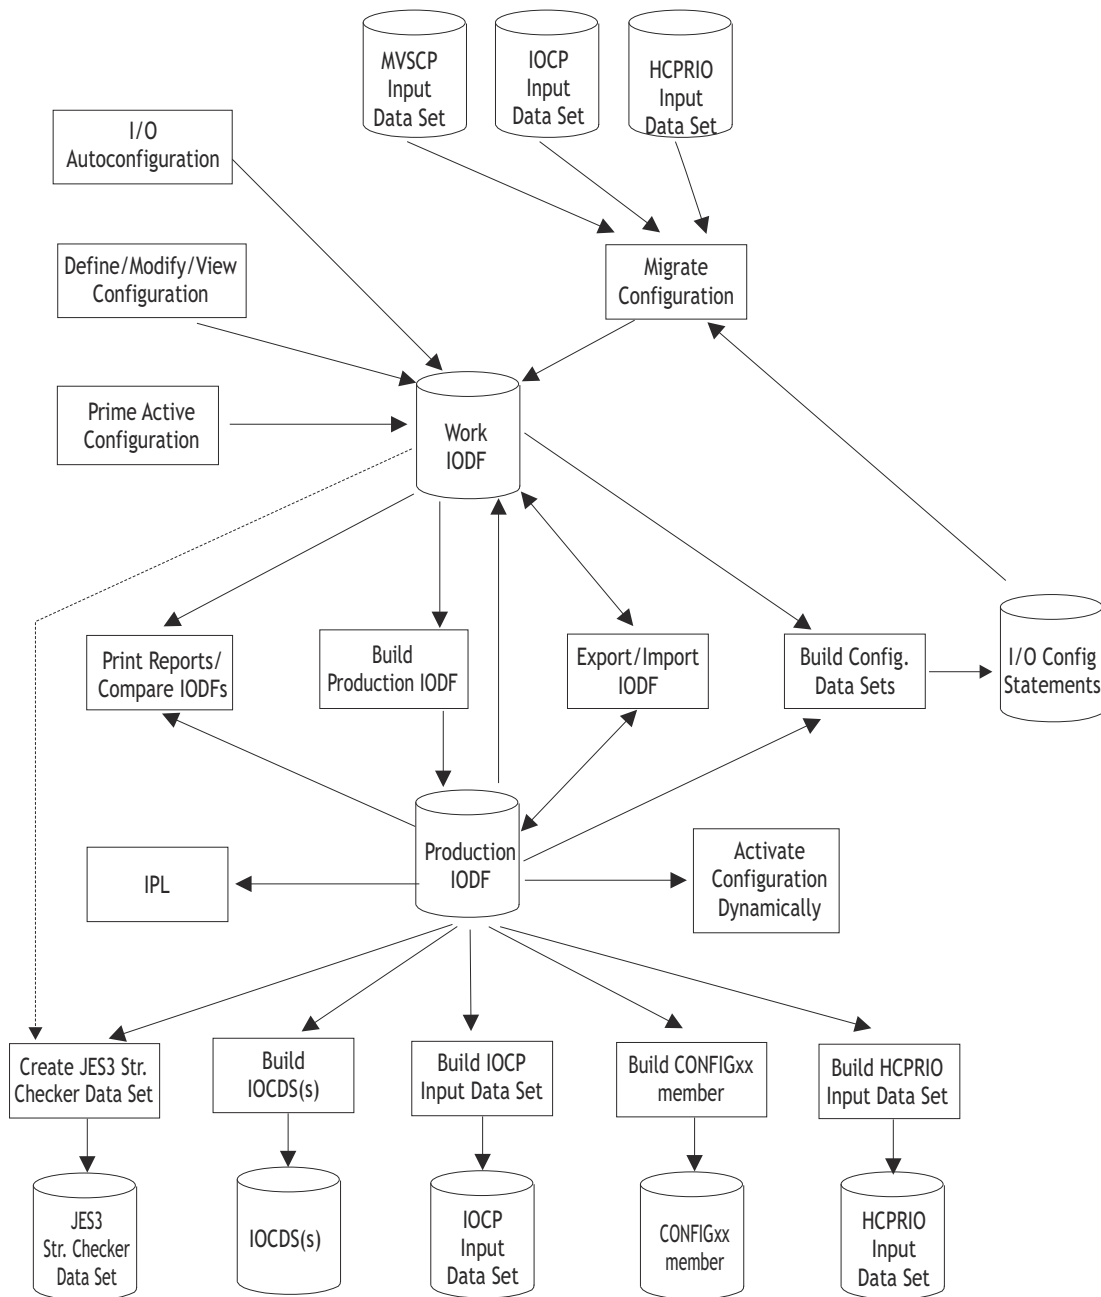 MVSCP
Input
Data Set
IOCP
Input
Data Set
HCPRIO
Input
Data Set
I/O
Autoconfiguration
Define/Modify/View
Configuration
Migrate
Configuration
Prime Active
Configuration
Work
IODF
Print Reports/
Compare IODFs
Build
Production IODF
Export/Import
IODF
Build Config.
Data Sets
I/O Config
Statements
IPL
Production
IODF
Activate
Configuration
Dynamically
Create JES3 Str.
Checker Data Set
Build
IOCDS(s)
Build IOCP
Input Data Set
Build CONFIGxx
member
Build HCPRIO
Input Data Set
JES3
Str. Checker
Data Set
IOCDS(s)
IOCP
Input
Data Set
CONFIGxx
member
HCPRIO
Input
Data Set